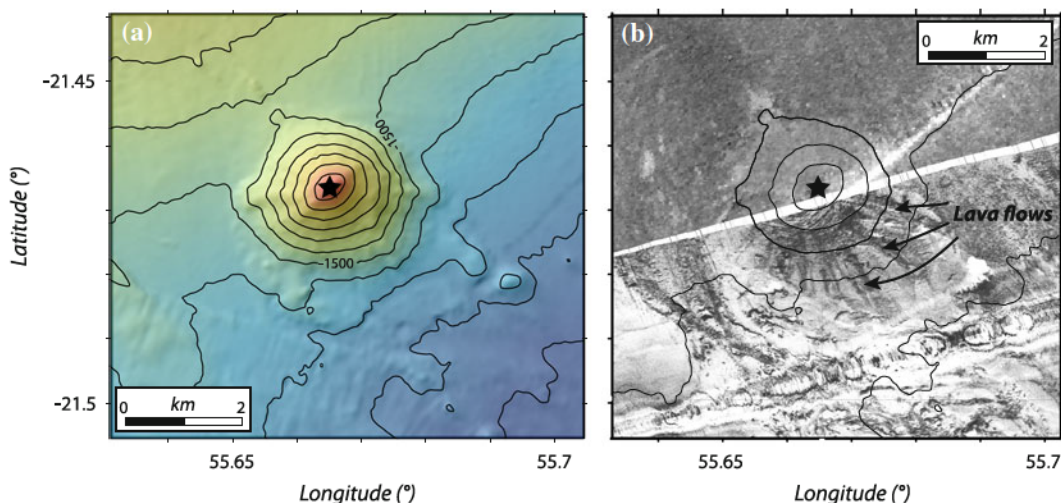 (a)
-1500
-1500
-21.45
-21.5
Latitude (°)
km
0 2
55.65 55.7
Longitude (°)
(b)
km
0 2
Lava flows
55.65 55.7
Longitude (°)